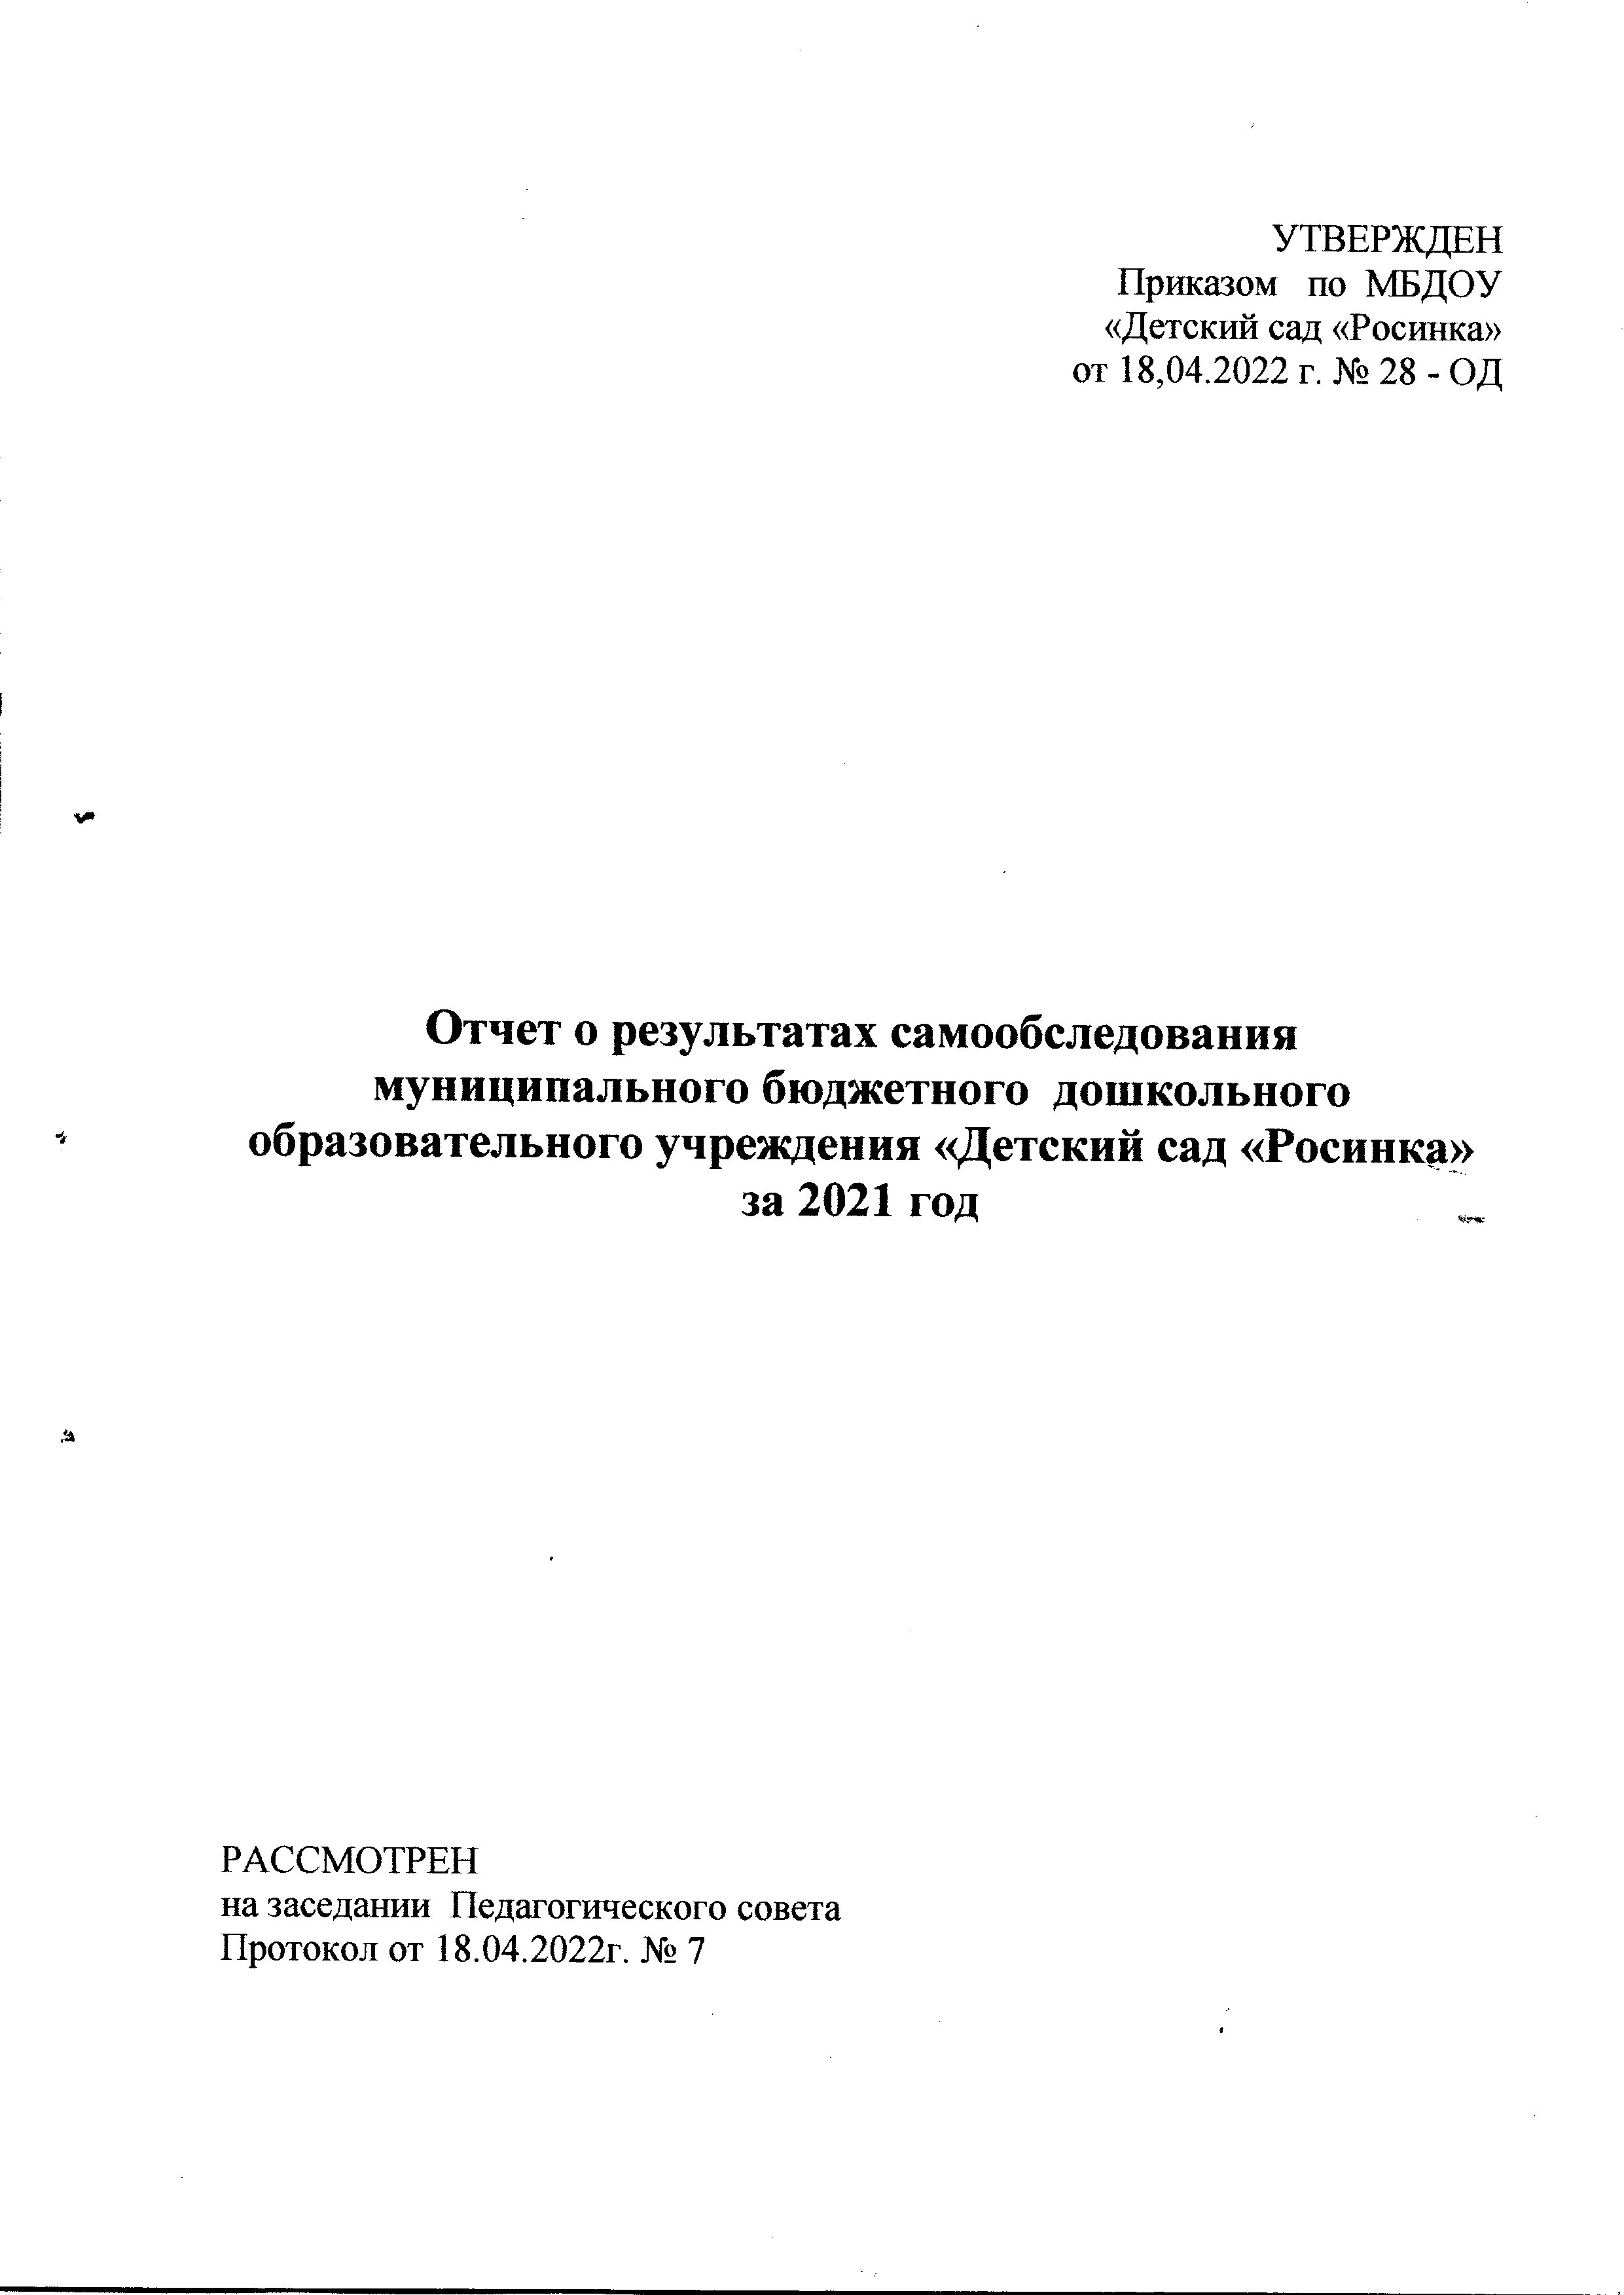 УТВЕРЖДЕН
Приказом по МБДОУ
«Детский сад «Росинка»
от 18,04.2022 г. № 28 - ОД
Отчет о результатах самообследования
муниципального бюджетного дошкольного
образовательного учреждения «Детский сад «Росинка»
за 2021 год
РАССМОТРЕН
на заседании Педагогического совета
Протокол от 18.04.2022г. № 7